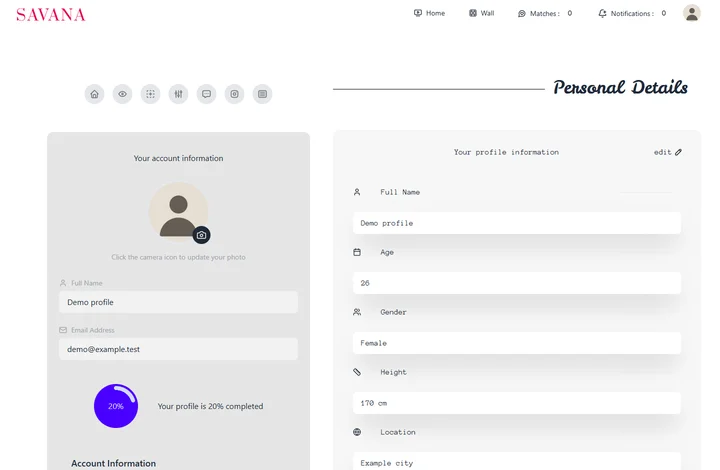 SAVANA
Home
Wall
Matches : 0
Notifications : 0
Personal Details
Your account information
Click the camera icon to update your photo
Full Name
Demo profile
Email Address
demo@example.test
20%
Your profile is 20% completed
Account Information
Your profile information
edit
Full Name
Demo profile
Age
26
Gender
Female
Height
170 cm
Location
Example city